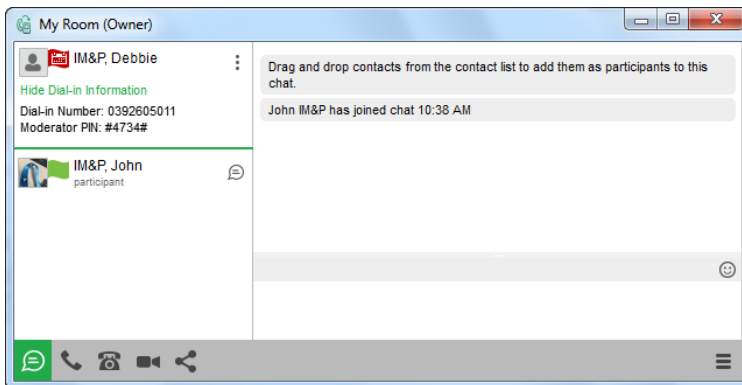 My Room (Owner)
IM&P, Debbie
Hide Dial-in Information
Dial-in Number: 0392605011
Moderator PIN: #4734#
IM&P, John
participant
Drag and drop contacts from the contact list to add them as participants to this
chat.
John IM&P has joined chat 10:38 AM